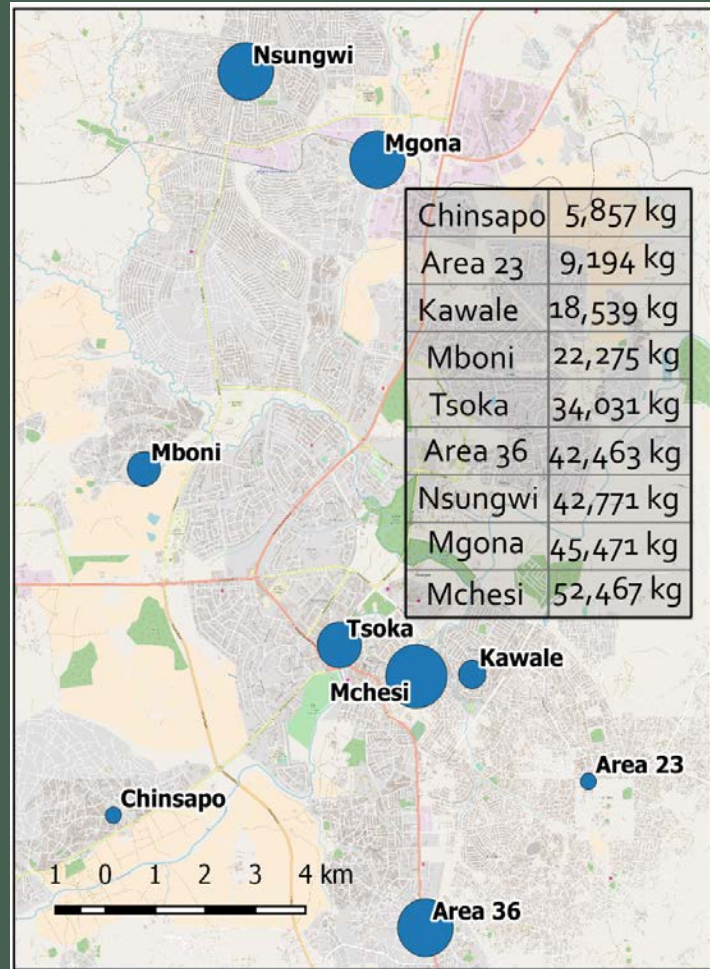 Nsungwi
Mgona
Chinsapo 5,857 kg
Area 23 9,194 kg
Kawale 18,539 kg
Mboni 22,275 kg
Tsoka 34,031 kg
Area 36 42,463 kg
Nsungwi 42,771 kg
Mgona 45,471 kg
Mchesi 52,467 kg
Mboni
Tsoka
Kawale
Mchesi
Area 23
Chinsapo
1 0 1 2 3 4 km
Area 36